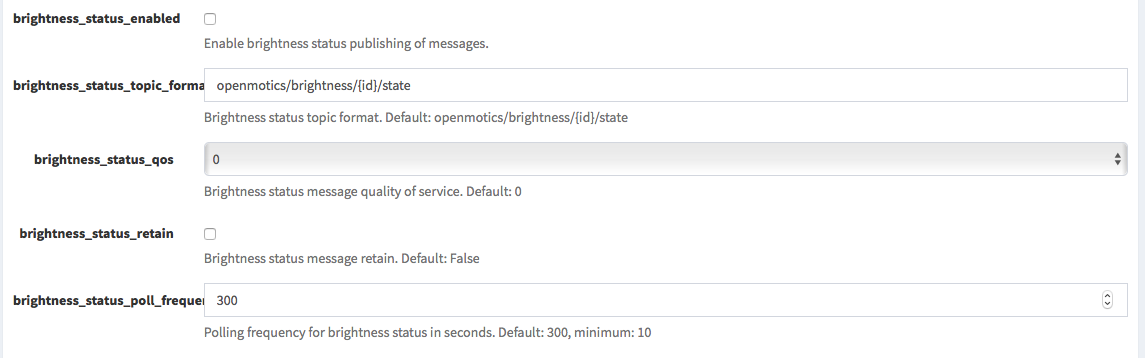 brightness_status_enabled
Enable brightness status publishing of messages.
brightness_status_topic_forma openmotics/brightness/{id}/state
Brightness status topic format. Default: openmotics/brightness/{id}/state
brightness_status_qos 0
Brightness status message quality of service. Default: 0
brightness_status_retain
Brightness status message retain. Default: False
brightness_status_poll_freque 300
Polling frequency for brightness status in seconds. Default: 300, minimum: 10